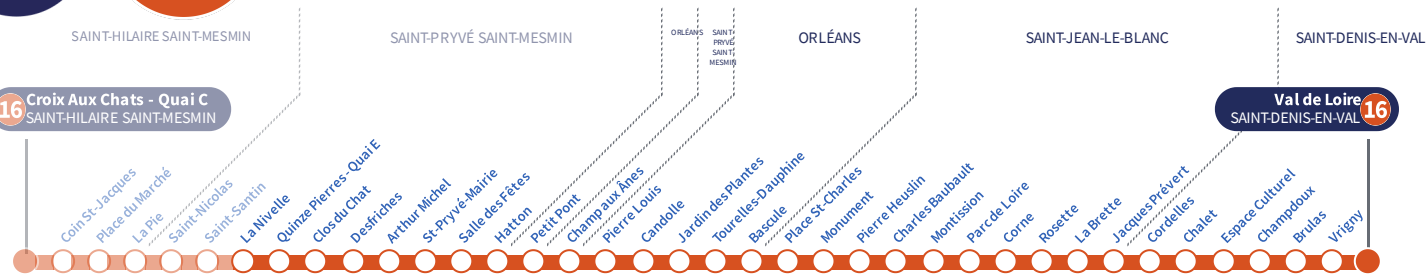 SAINT-HILAIRE SAINT-MESMIN
SAINT-PRYVÉ SAINT-MESMIN
ORLÉANS
SAINT-
PRYVÉ
SAINT-
MESMIN
ORLÉANS
SAINT-JEAN-LE-BLANC
SAINT-DENIS-EN-VAL
16
Croix Aux Chats - Quai C
SAINT-HILAIRE SAINT-MESMIN
Val de Loire
SAINT-DENIS-EN-VAL
16
Coin St-Jacques
Place du Marché
La Pie
Saint-Nicolas
Saint-Santin
La Nivelle
Quinze Pierres - Quai E
Clos du Chat
Desfriches
Arthur Michel
St-Pryvé-Mairie
Salle des Fêtes
Hatton
Petit Pont
Champ aux Ânes
Pierre Louis
Candolle
Jardin des Plantes
Tourelles-Dauphine
Bascule
Place St-Charles
Monument
Pierre Heuslin
Charles Baubault
Montission
Parc de Loire
Corne
Rosette
La Brette
Jacques Prévert
Cordelles
Chalet
Espace Culturel
Champdoux
Brulas
Vrigny